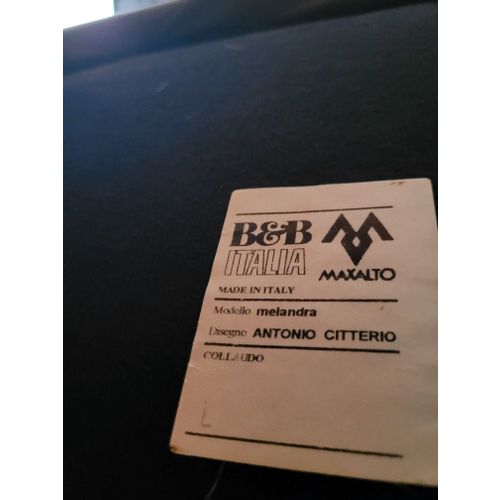 B&B
ITALIA
MAXALTO
MADE IN ITALY
Modello melandra
Disegno ANTONIO CITTERIO
COLLAUDO
L